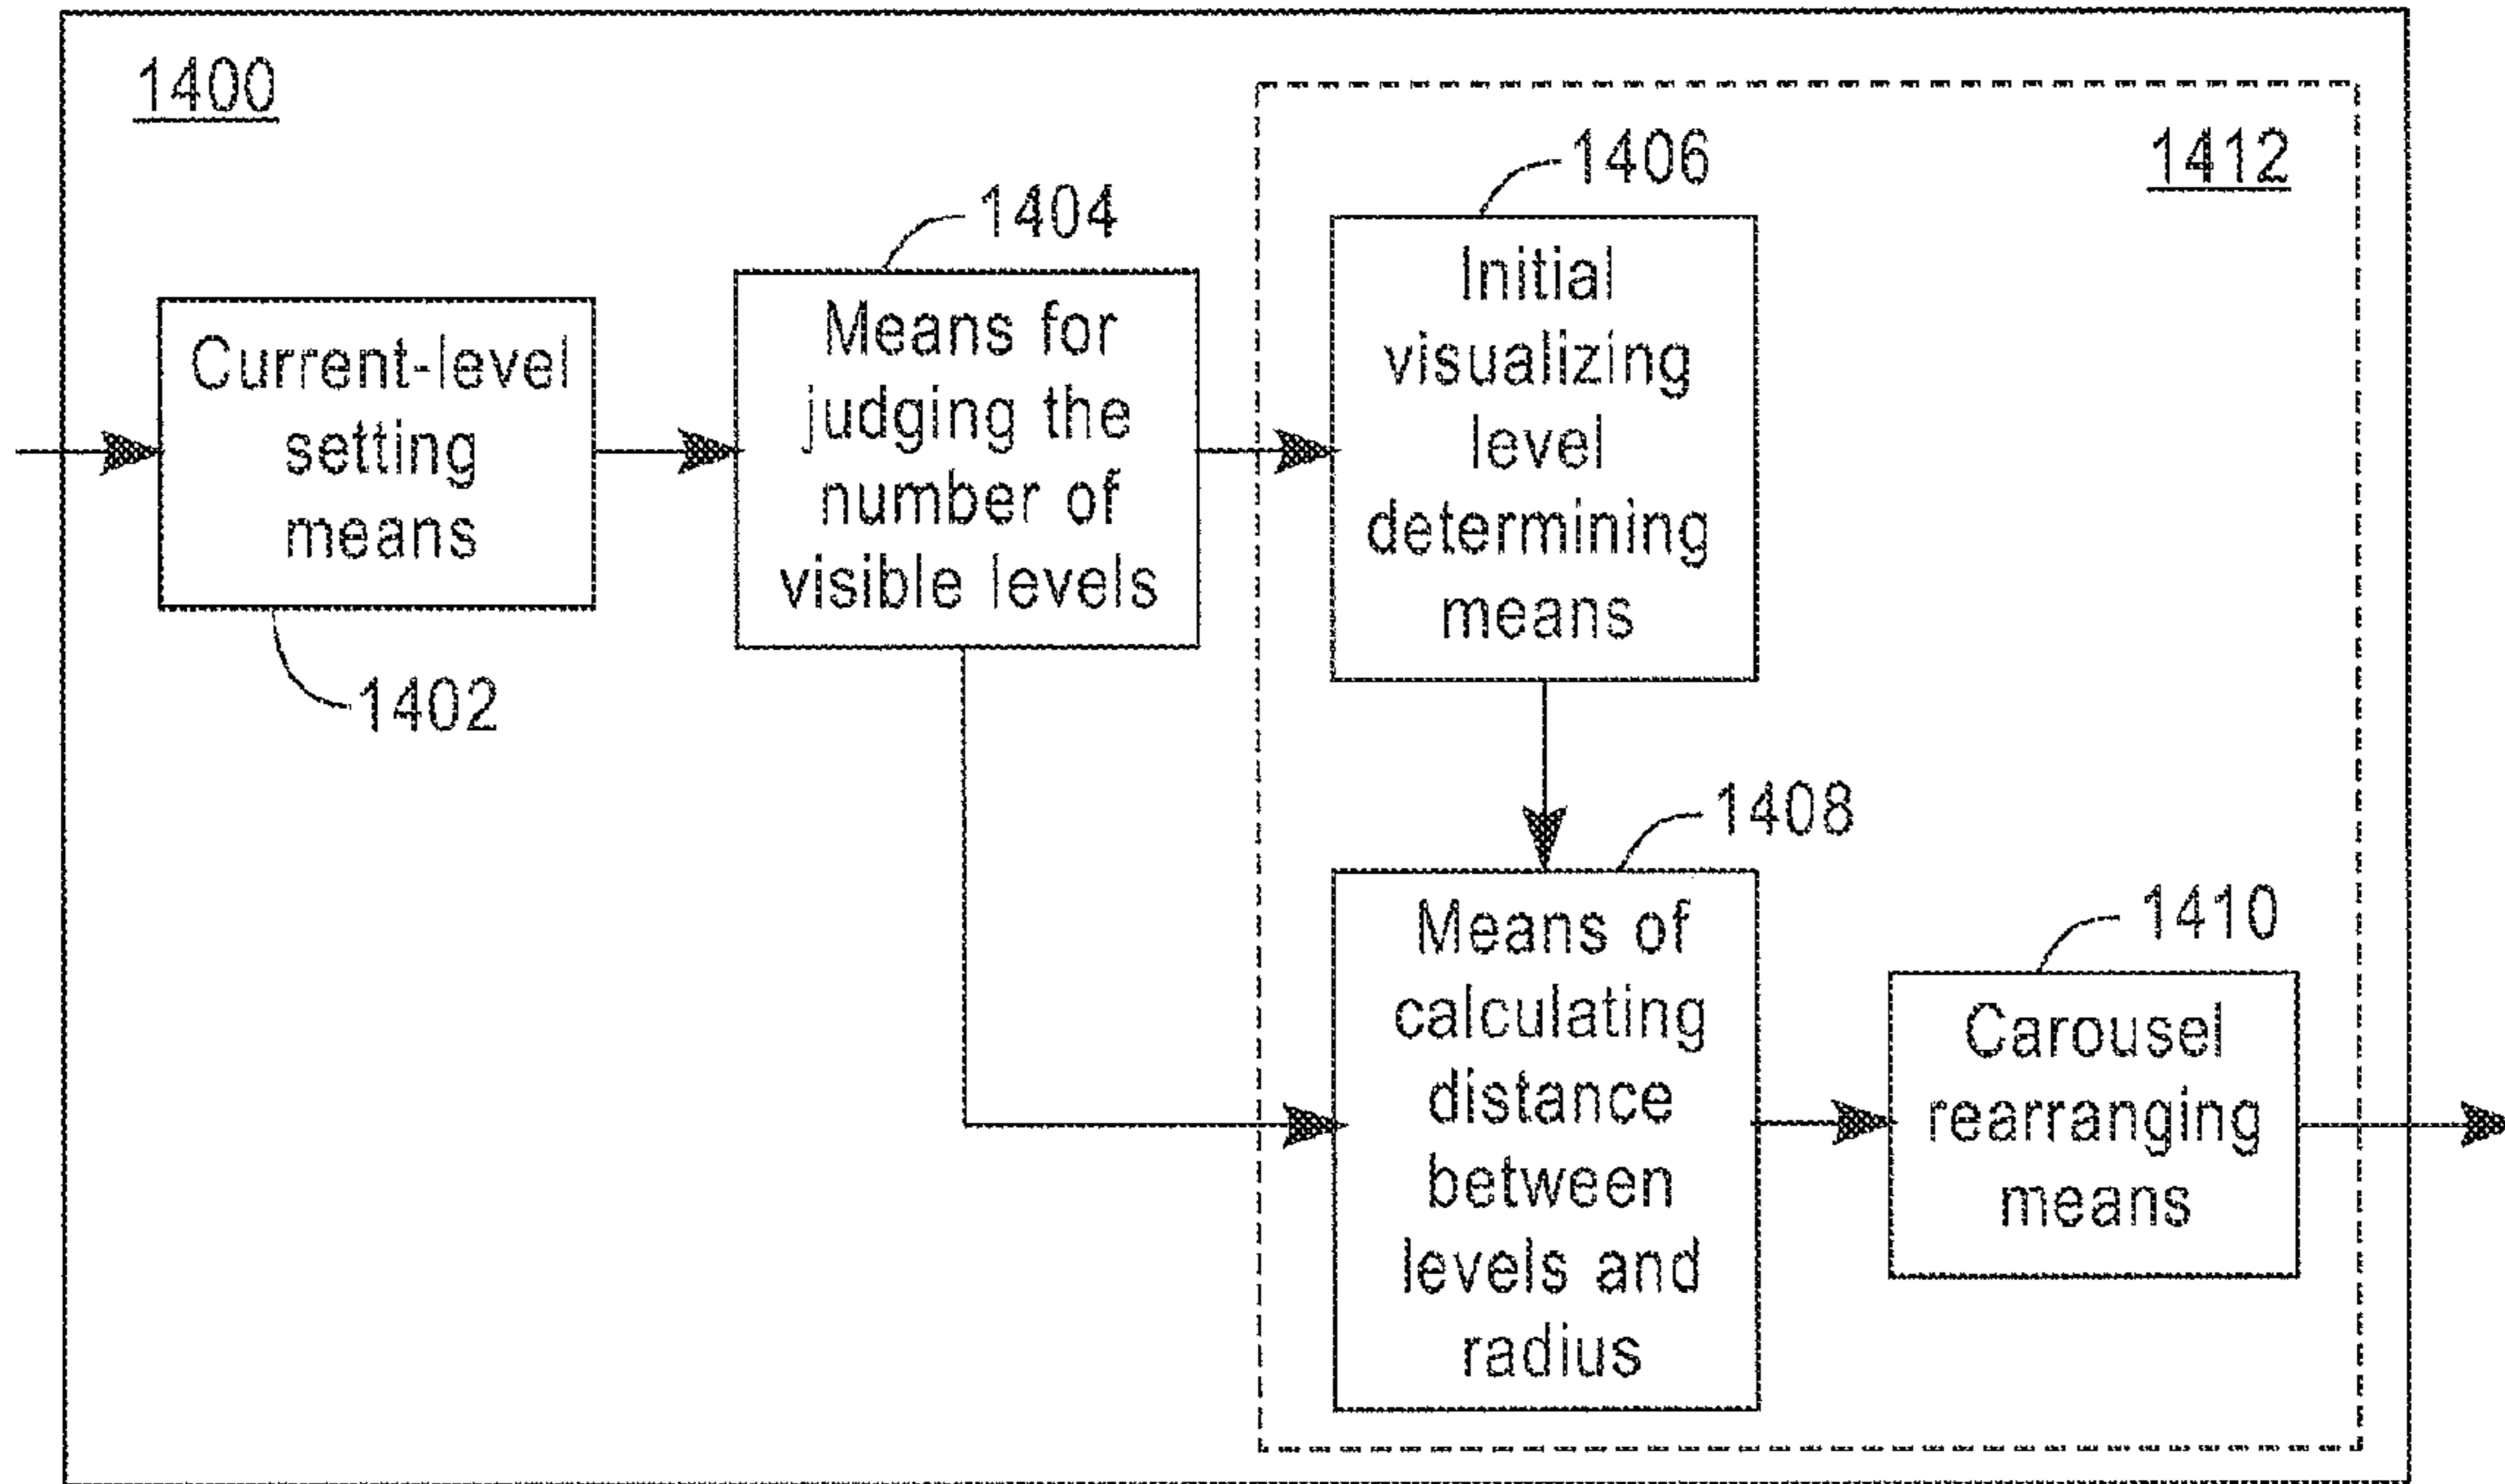 1400
1412
1406
1404
Initial
visualizing
level
determining
means
Means for
judging the
number of
visible levels
Current-level
setting
means
1402
1408
Means of
calculating
distance
between
levels and
radius
1410
Carousel
rearranging
means